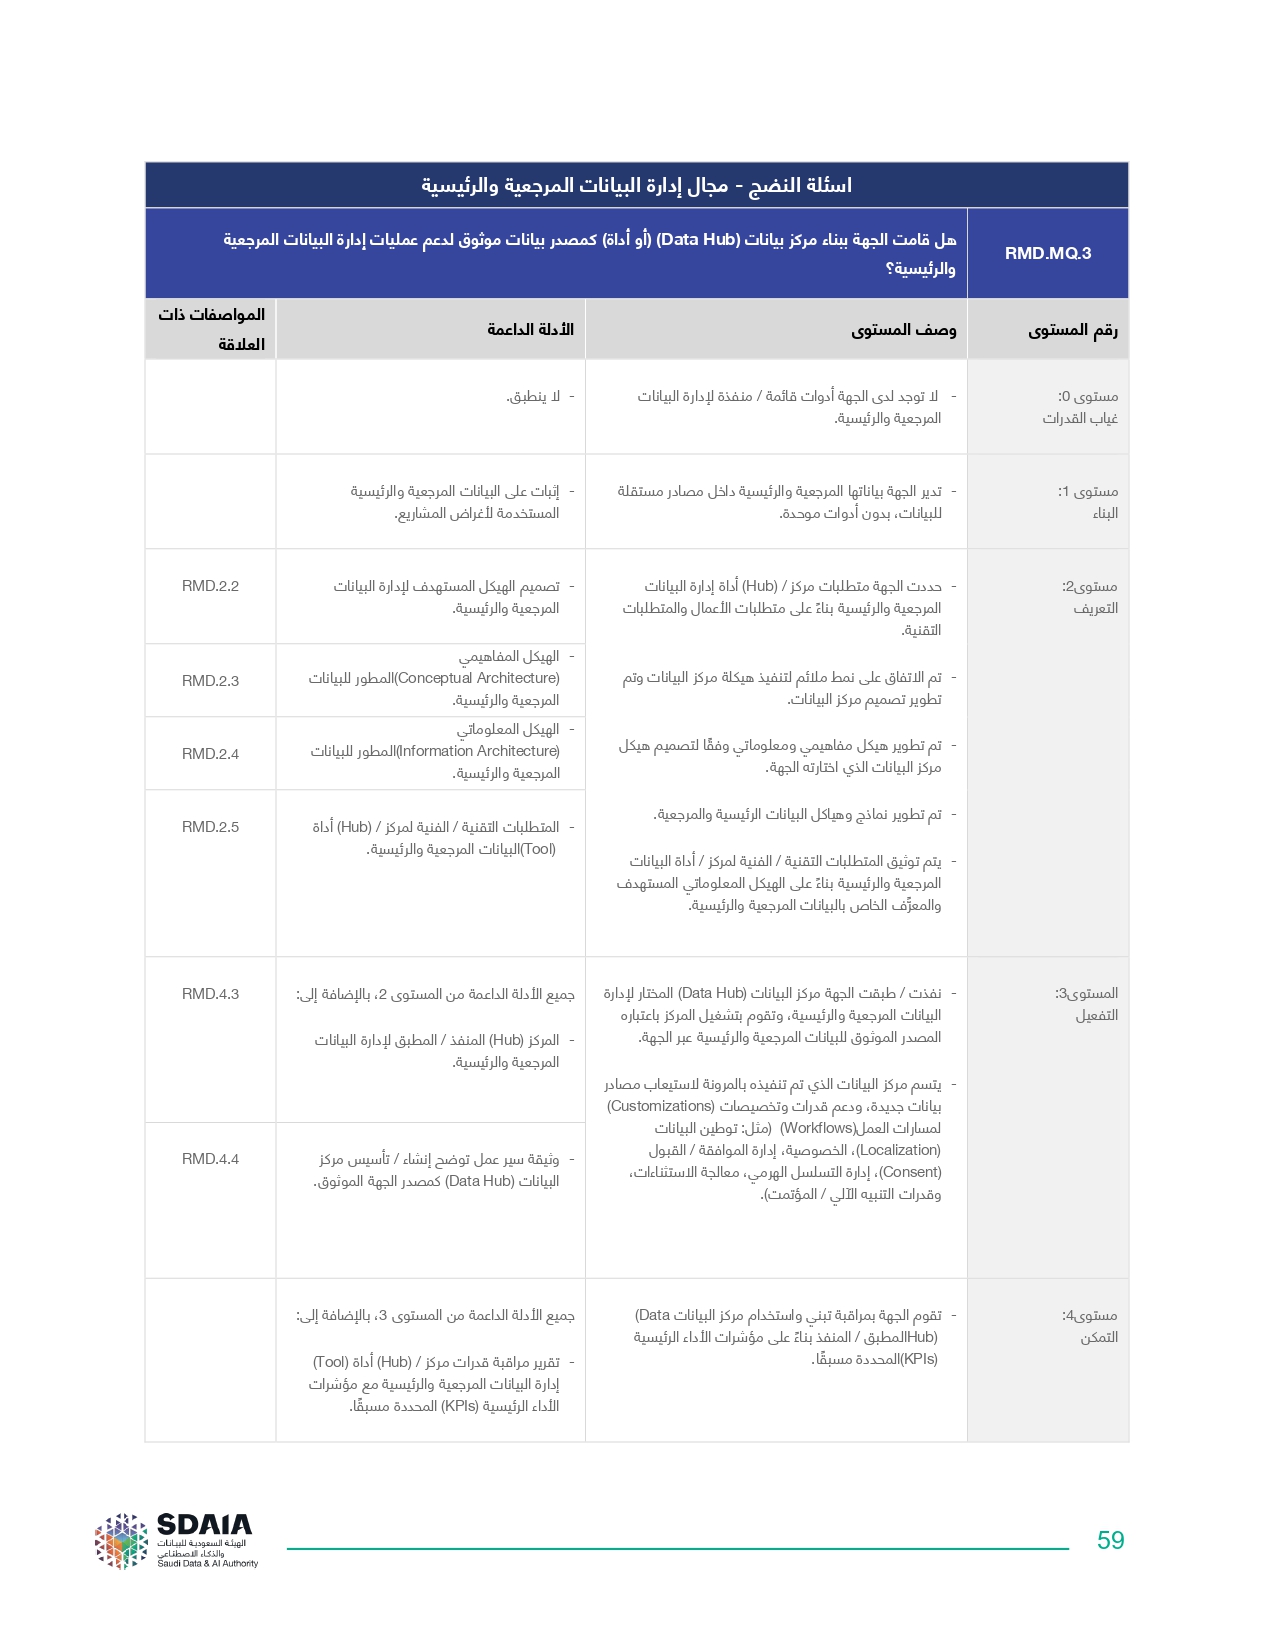 اسئلة النضج - مجال إدارة البيانات المرجعية والرئيسية
RMD.MQ.3
هل قامت الجهة ببناء مركز بيانات (Data Hub) (أو أداة) كمصدر بيانات موثوق لدعم عمليات إدارة البيانات المرجعية
والرئيسية؟
رقم المستوى
وصف المستوى
الأدلة الداعمة
المواصفات ذات
العلاقة
مستوى 0:
غياب القدرات
- لا توجد لدى الجهة أدوات قائمة / منفذة لإدارة البيانات
المرجعية والرئيسية.
- لا ينطبق.
مستوى 1:
البناء
- تدير الجهة بياناتها المرجعية والرئيسية داخل مصادر مستقلة
للبيانات، بدون أدوات موحدة.
- إثبات على البيانات المرجعية والرئيسية
المستخدمة لأغراض المشاريع.
مستوى2:
التعريف
- حددت الجهة متطلبات مركز / (Hub) أداة إدارة البيانات
المرجعية والرئيسية بناءً على متطلبات الأعمال والمتطلبات
التقنية.
- تم الاتفاق على نمط ملائم لتنفيذ هيكلة مركز البيانات وتم
تطوير تصميم مركز البيانات.
- تم تطوير هيكل مفاهيمي ومعلوماتي وفقًا لتصميم هيكل
مركز البيانات الذي اختارته الجهة.
- تم تطوير نماذج وهياكل البيانات الرئيسية والمرجعية.
- يتم توثيق المتطلبات التقنية / الفنية لمركز / أداة البيانات
المرجعية والرئيسية بناءً على الهيكل المعلوماتي المستهدف
والمعرَّف الخاص بالبيانات المرجعية والرئيسية.
- تصميم الهيكل المستهدف لإدارة البيانات
المرجعية والرئيسية.
RMD.2.2
- الهيكل المفاهيمي
(Conceptual Architecture)المطور للبيانات
المرجعية والرئيسية.
RMD.2.3
- الهيكل المعلوماتي
(Information Architecture)المطور للبيانات
المرجعية والرئيسية.
RMD.2.4
- المتطلبات التقنية / الفنية لمركز / (Hub) أداة
(Tool)البيانات المرجعية والرئيسية.
RMD.2.5
المستوى3:
التفعيل
- نفذت / طبقت الجهة مركز البيانات (Data Hub) المختار لإدارة
البيانات المرجعية والرئيسية، وتقوم بتشغيل المركز باعتباره
المصدر الموثوق للبيانات المرجعية والرئيسية عبر الجهة.
- يتسم مركز البيانات الذي تم تنفيذه بالمرونة لاستيعاب مصادر
بيانات جديدة، ودعم قدرات وتخصيصات (Customizations)
لمسارات العمل(Workflows) (مثل: توطين البيانات
(Localization)، الخصوصية، إدارة الموافقة / القبول
(Consent)، إدارة التسلسل الهرمي، معالجة الاستثناءات،
وقدرات التنبيه الآلي / المؤتمت).
جميع الأدلة الداعمة من المستوى 2، بالإضافة إلى:
- المركز (Hub) المنفذ / المطبق لإدارة البيانات
المرجعية والرئيسية.
RMD.4.3
- وثيقة سير عمل توضح إنشاء / تأسيس مركز
البيانات (Data Hub) كمصدر الجهة الموثوق.
RMD.4.4
مستوى4:
التمكن
- تقوم الجهة بمراقبة تبني واستخدام مركز البيانات Data)
(Hubالمطبق / المنفذ بناءً على مؤشرات الأداء الرئيسية
(KPIs)المحددة مسبقًا.
جميع الأدلة الداعمة من المستوى 3، بالإضافة إلى:
- تقرير مراقبة قدرات مركز / (Hub) أداة (Tool)
إدارة البيانات المرجعية والرئيسية مع مؤشرات
الأداء الرئيسية (KPIs) المحددة مسبقًا.
SDAIA
الهيئة السعودية للبيانات
والذكاء الاصطناعي
Saudi Data & AI Authority
59